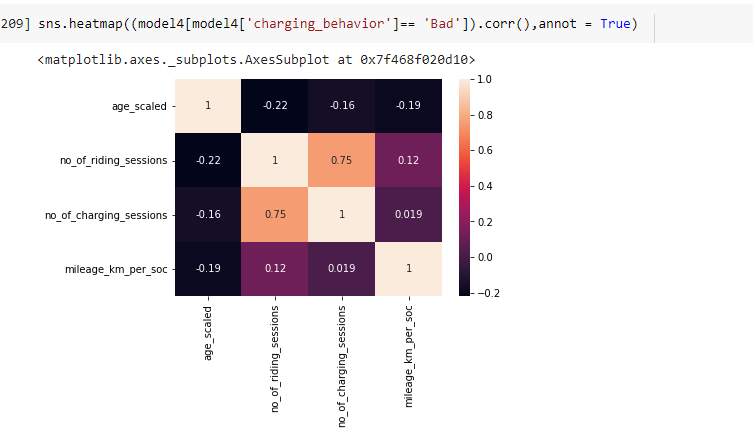 209] sns.heatmap((model4[model4['charging_behavior']== 'Bad']).corr(),annot = True)
<matplotlib.axes._subplots.AxesSubplot at 0x7f468f020d10>
age_scaled 1 -0.22 -0.16 -0.19
no_of_riding_sessions -0.22 1 0.75 0.12
no_of_charging_sessions -0.16 0.75 1 0.019
mileage_km_per_soc -0.19 0.12 0.019 1
age_scaled
no_of_riding_sessions
no_of_charging_sessions
mileage_km_per_soc
1.0
0.8
0.6
0.4
0.2
0.0
−0.2